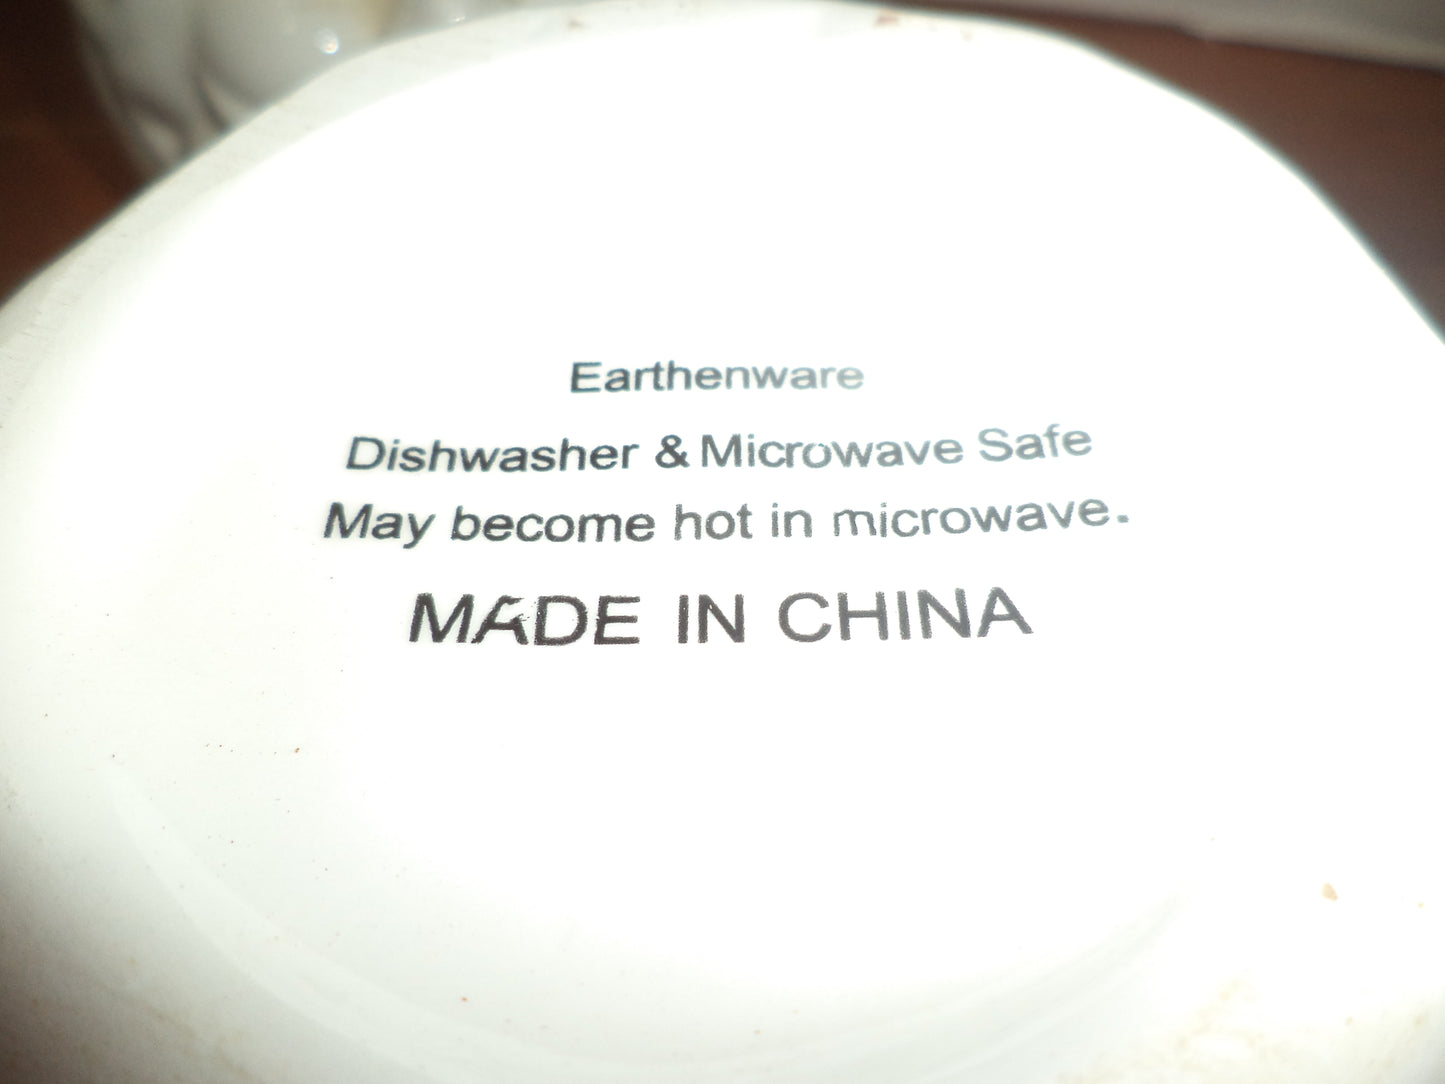 Earthenware
Dishwasher & Microwave Safe
May become hot in microwave.
MADE IN CHINA